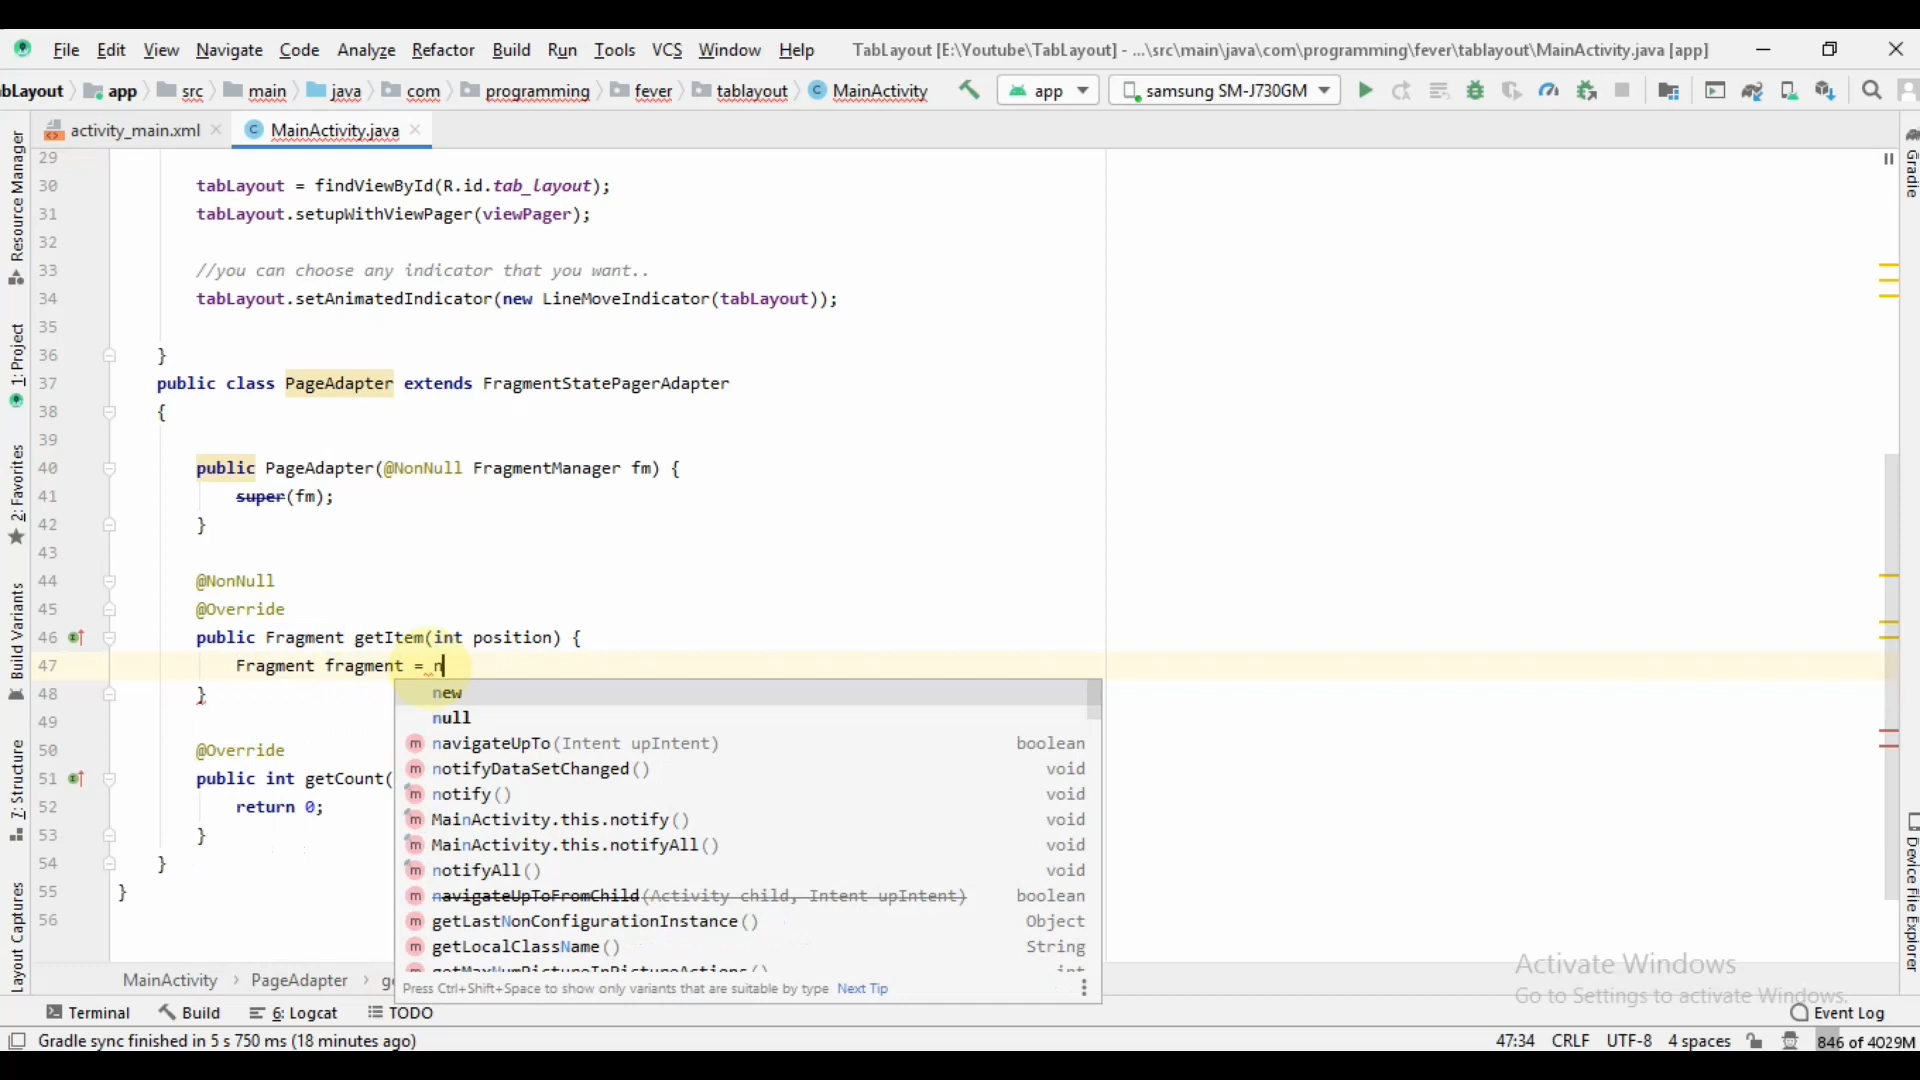 File Edit View Navigate Code Analyze Refactor Build Run Tools VCS Window Help TabLayout [E:\Youtube\TabLayout] - ...\src\main\java\com\programming\fever\tablayout\MainActivity.java [app]
bLayout app src main java com programming fever tablayout MainActivity app samsung SM-J730GM
activity_main.xml MainActivity.java
Resource Manager
1: Project
2: Favorites
Build Variants
7: Structure
Layout Captures
Gradle
Device File Explorer
29
30 tabLayout = findViewById(R.id.tab_layout);
31 tabLayout.setupWithViewPager(viewPager);
32
33 //you can choose any indicator that you want..
34 tabLayout.setAnimatedIndicator(new LineMoveIndicator(tabLayout));
35
36 }
37 public class PageAdapter extends FragmentStatePagerAdapter
38 {
39
40 public PageAdapter(@NonNull FragmentManager fm) {
41 super(fm);
42 }
43
44 @NonNull
45 @Override
46 public Fragment getItem(int position) {
47 Fragment fragment = n
48 }
49
50 @Override
51 public int getCount(
52 return 0;
53 }
54 }
55 }
56
new
null
navigateUpTo(Intent upIntent) boolean
notifyDataSetChanged() void
notify() void
MainActivity.this.notify() void
MainActivity.this.notifyAll() void
notifyAll() void
navigateUpToFromChild(Activity child, Intent upIntent) boolean
getLastNonConfigurationInstance() Object
getLocalClassName() String
Press Ctrl+Shift+Space to show only variants that are suitable by type Next Tip
Activate Windows
Go to Settings to activate Windows.
MainActivity PageAdapter
Terminal Build 6: Logcat TODO Event Log
Gradle sync finished in 5 s 750 ms (18 minutes ago) 47:34 CRLF UTF-8 4 spaces 846 of 4029M